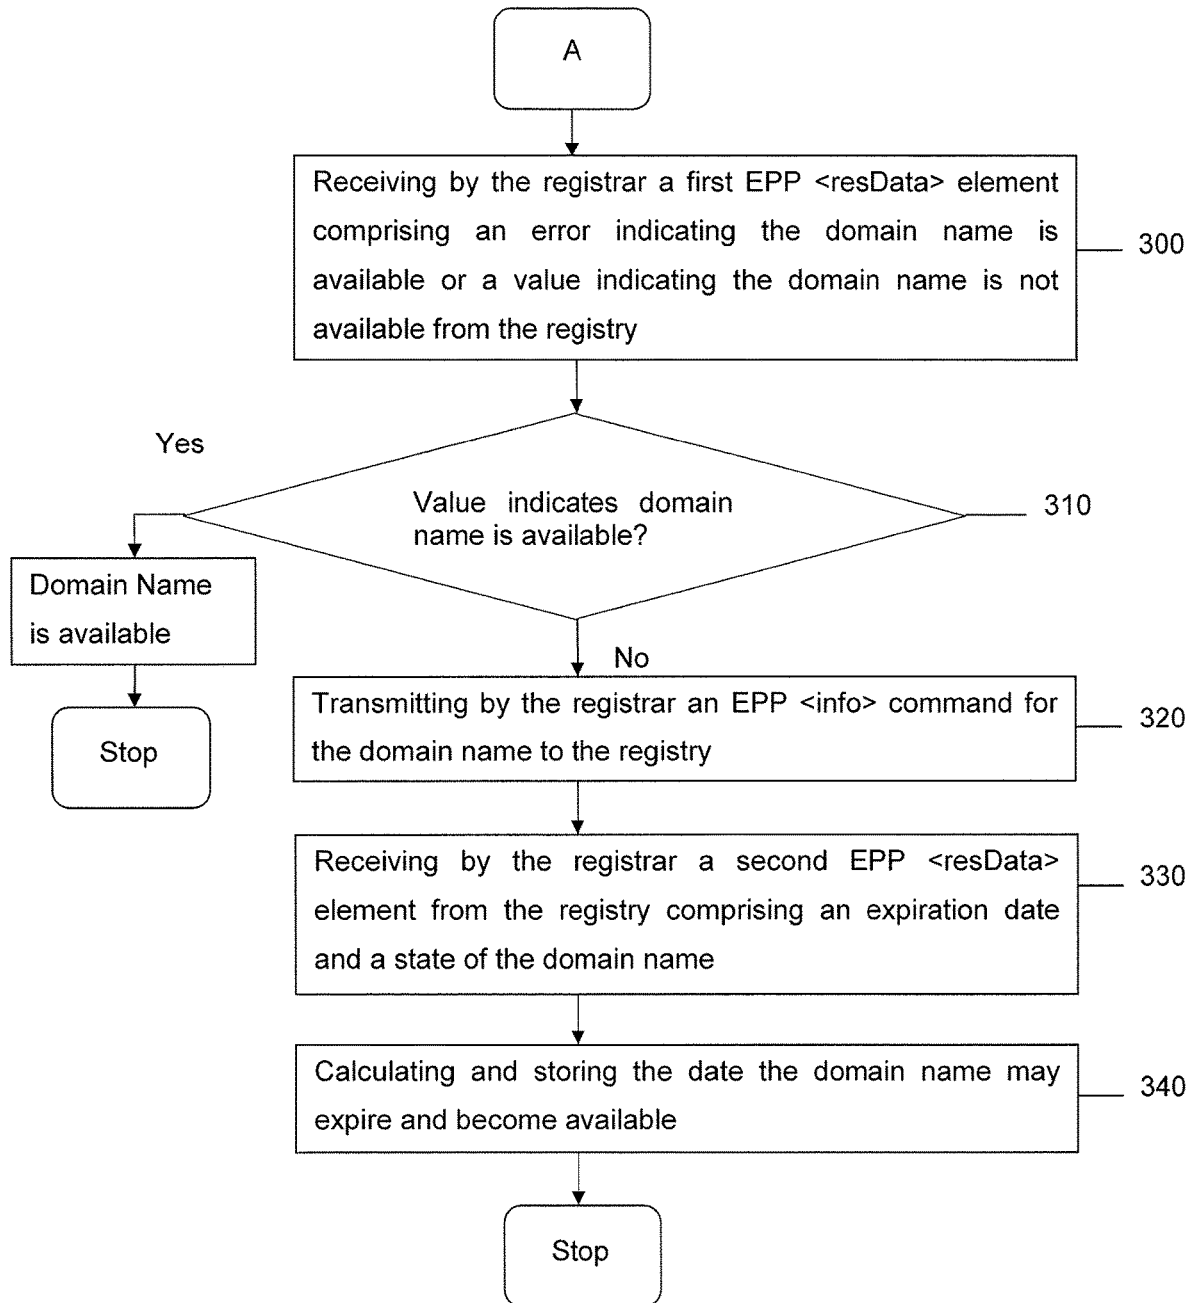 A
Receiving by the registrar a first EPP <resData> element
comprising an error indicating the domain name is
available or a value indicating the domain name is not
available from the registry
300
Yes
Value indicates domain
name is available?
310
Domain Name
is available
Stop
No
Transmitting by the registrar an EPP <info> command for
the domain name to the registry
320
Receiving by the registrar a second EPP <resData>
element from the registry comprising an expiration date
and a state of the domain name
330
Calculating and storing the date the domain name may
expire and become available
340
Stop